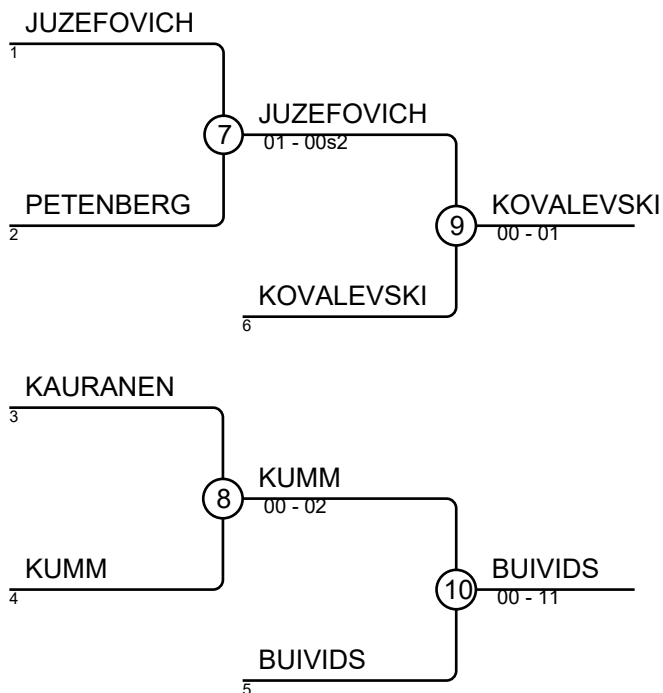 JUZEFOVICH
1
7
JUZEFOVICH
01 - 00s2
PETENBERG
2
9
KOVALEVSKI
00 - 01
KOVALEVSKI
6
KAURANEN
3
8
KUMM
00 - 02
KUMM
4
10
BUIVIDS
00 - 11
BUIVIDS
5